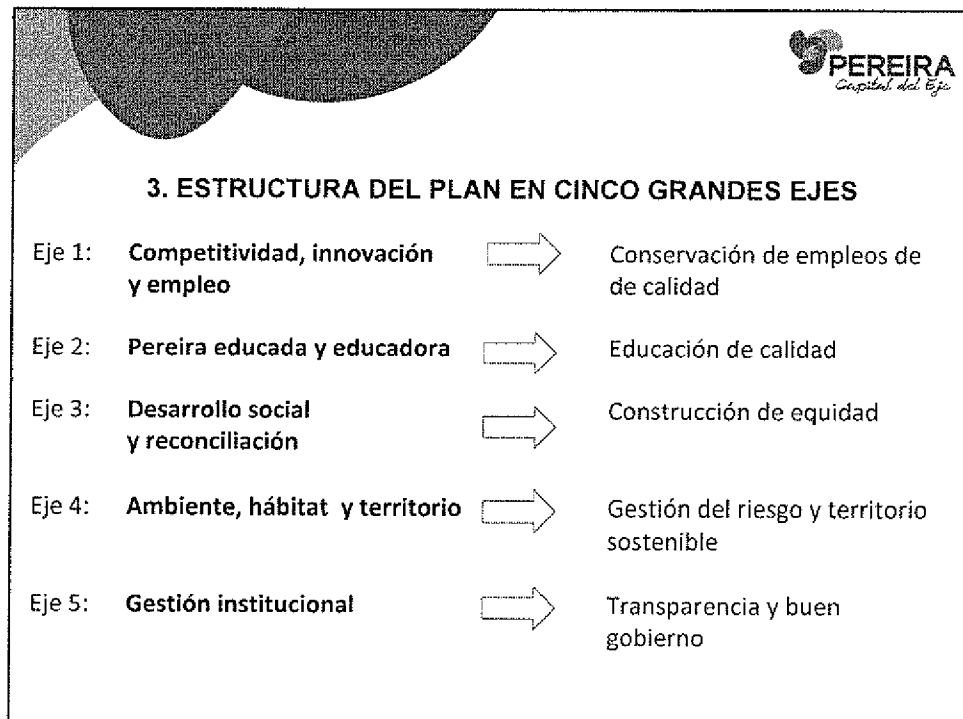 PEREIRA
Capital del Eje
3. ESTRUCTURA DEL PLAN EN CINCO GRANDES EJES
Eje 1: Competitividad, innovación Conservación de empleos de
y empleo de calidad
Eje 2: Pereira educada y educadora Educación de calidad
Eje 3: Desarrollo social Construcción de equidad
y reconciliación
Eje 4: Ambiente, hábitat y territorio Gestión del riesgo y territorio
sostenible
Eje 5: Gestión institucional Transparencia y buen
gobierno